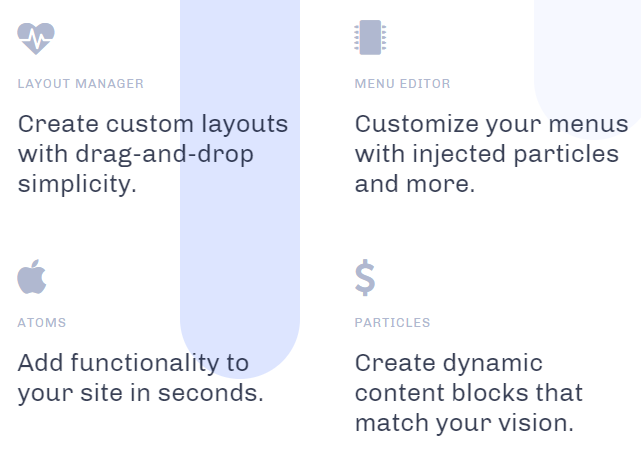 LAYOUT MANAGER
Create custom layouts
with drag-and-drop
simplicity.
MENU EDITOR
Customize your menus
with injected particles
and more.
ATOMS
Add functionality to
your site in seconds.
PARTICLES
Create dynamic
content blocks that
match your vision.